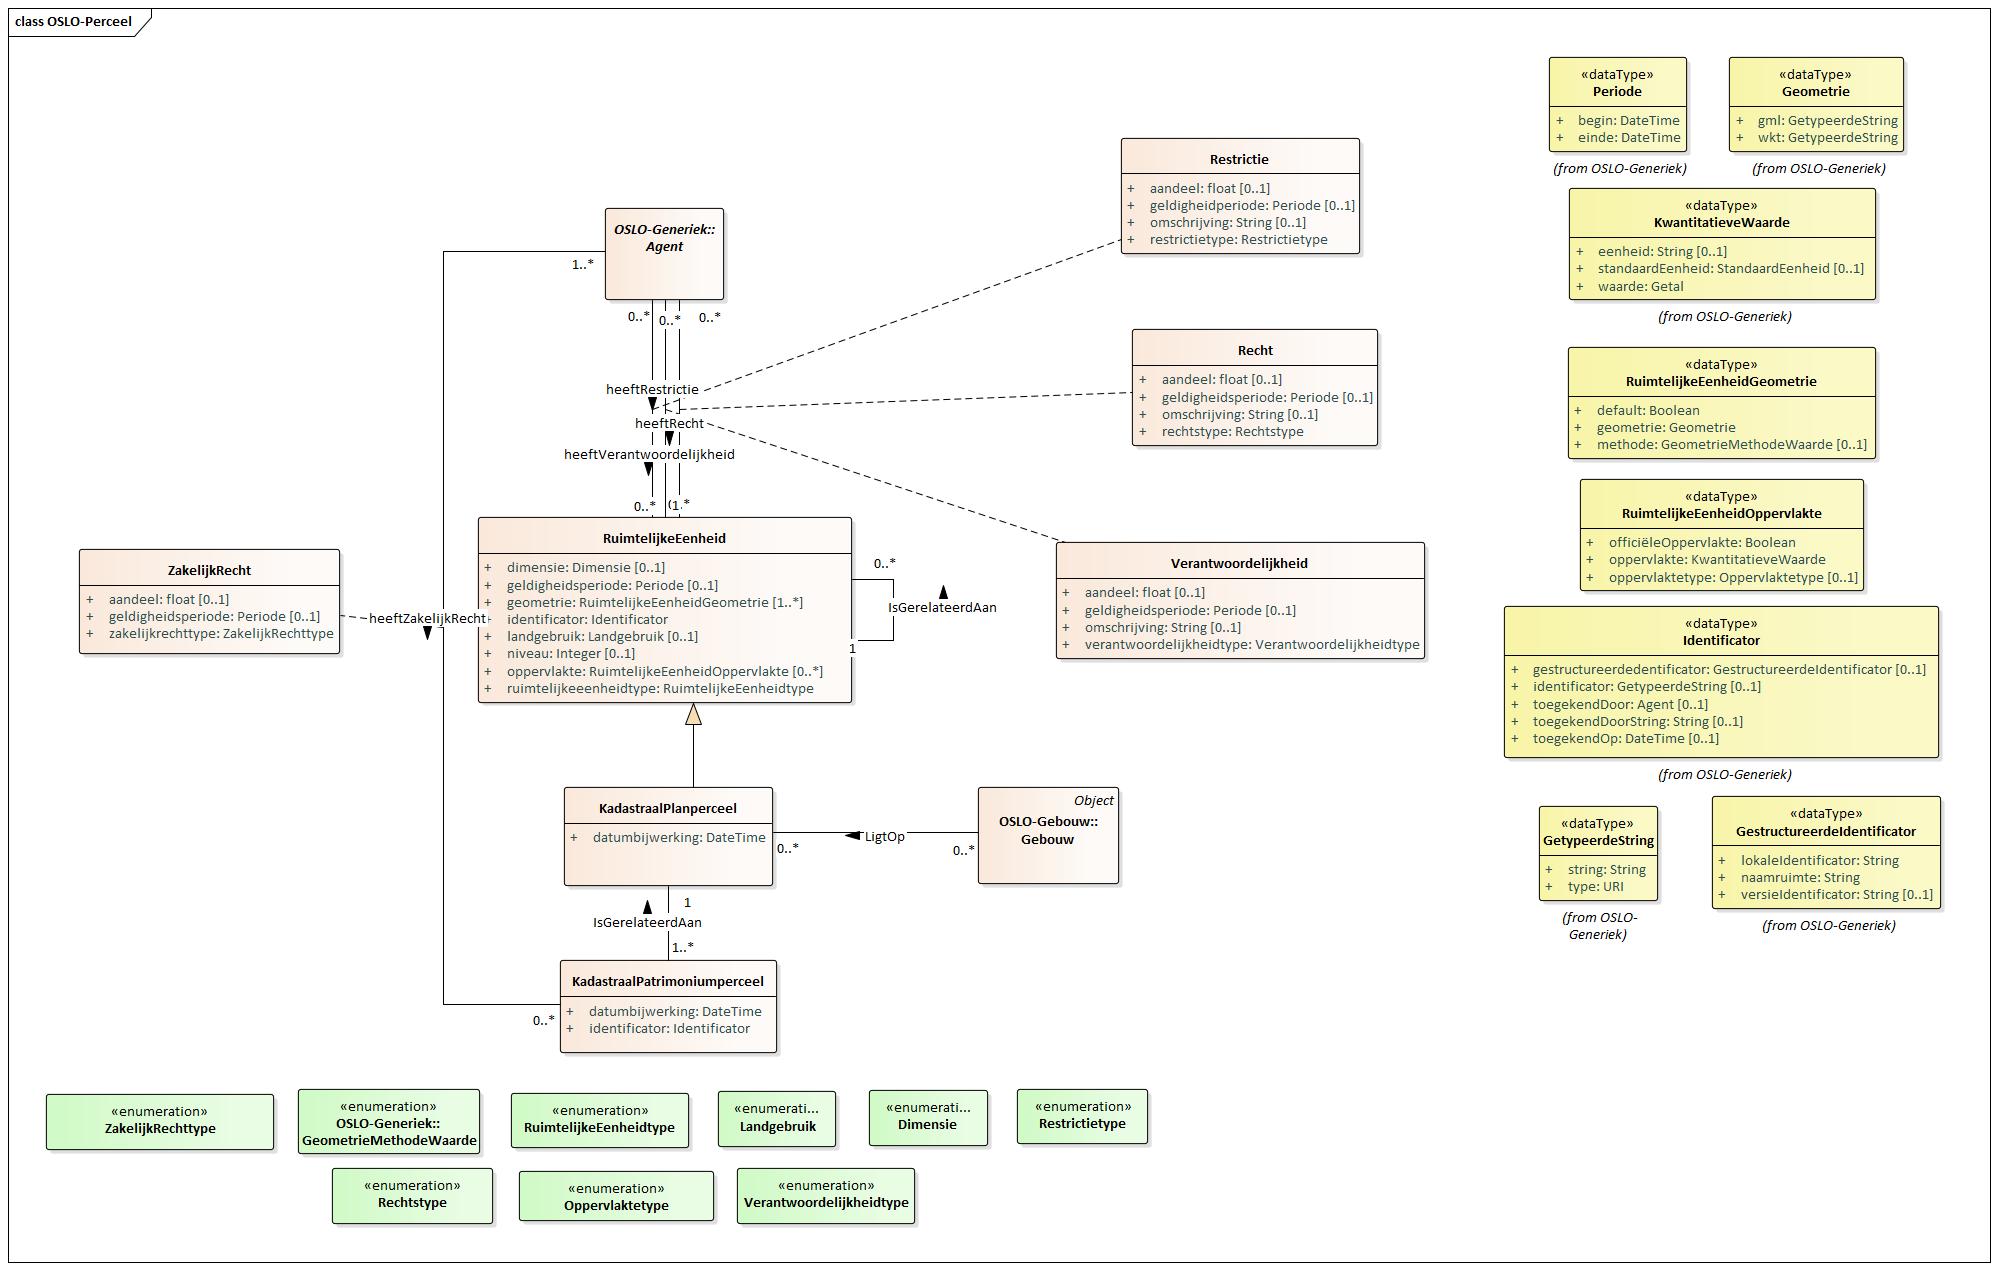 class OSLO-Perceel
«dataType»
Periode
+ begin: DateTime
+ einde: DateTime
(from OSLO-Generiek)
«dataType»
Geometrie
+ gml: GetypeerdeString
+ wkt: GetypeerdeString
(from OSLO-Generiek)
Restrictie
+ aandeel: float [0..1]
+ geldigheidperiode: Periode [0..1]
+ omschrijving: String [0..1]
+ restrictietype: Restrictietype
«dataType»
KwantitatieveWaarde
+ eenheid: String [0..1]
+ standaardEenheid: StandaardEenheid [0..1]
+ waarde: Getal
(from OSLO-Generiek)
OSLO-Generiek::
Agent
1..*
0..*
0..*
0..*
Recht
+ aandeel: float [0..1]
+ geldigheidsperiode: Periode [0..1]
+ omschrijving: String [0..1]
+ rechtstype: Rechtstype
«dataType»
RuimtelijkeEenheidGeometrie
+ default: Boolean
+ geometrie: Geometrie
+ methode: GeometrieMethodeWaarde [0..1]
heeftRestrictie
heeftRecht
heeftVerantwoordelijkheid
0..*
1..*
«dataType»
RuimtelijkeEenheidOppervlakte
+ officiëleOppervlakte: Boolean
+ oppervlakte: KwantitatieveWaarde
+ oppervlaktetype: Oppervlaktetype [0..1]
RuimtelijkeEenheid
+ dimensie: Dimensie [0..1]
+ geldigheidsperiode: Periode [0..1]
+ geometrie: RuimtelijkeEenheidGeometrie [1..*]
+ identificator: Identificator
+ landgebruik: Landgebruik [0..1]
+ niveau: Integer [0..1]
+ oppervlakte: RuimtelijkeEenheidOppervlakte [0..*]
+ ruimtelijkeeenheidtype: RuimtelijkeEenheidtype
0..*
IsGerelateerdAan
1
ZakelijkRecht
+ aandeel: float [0..1]
+ geldigheidsperiode: Periode [0..1]
+ zakelijkrechttype: ZakelijkRechttype
heeftZakelijkRecht
Verantwoordelijkheid
+ aandeel: float [0..1]
+ geldigheidsperiode: Periode [0..1]
+ omschrijving: String [0..1]
+ verantwoordelijkheidtype: Verantwoordelijkheidtype
«dataType»
Identificator
+ gestructureerdedentificator: GestructureerdeIdentificator [0..1]
+ identificator: GetypeerdeString [0..1]
+ toegekendDoor: Agent [0..1]
+ toegekendDoorString: String [0..1]
+ toegekendOp: DateTime [0..1]
(from OSLO-Generiek)
KadastraalPlanperceel
+ datumbijwerking: DateTime
0..*
LigtOp
0..*
Object
OSLO-Gebouw::
Gebouw
«dataType»
GetypeerdeString
+ string: String
+ type: URI
(from OSLO-
Generiek)
«dataType»
GestructureerdeIdentificator
+ lokaleIdentificator: String
+ naamruimte: String
+ versieIdentificator: String [0..1]
(from OSLO-Generiek)
1
IsGerelateerdAan
1..*
KadastraalPatrimoniumperceel
+ datumbijwerking: DateTime
+ identificator: Identificator
0..*
«enumeration»
ZakelijkRechttype
«enumeration»
OSLO-Generiek::
GeometrieMethodeWaarde
«enumeration»
RuimtelijkeEenheidtype
«enumerati...
Landgebruik
«enumerati...
Dimensie
«enumeration»
Restrictietype
«enumeration»
Rechtstype
«enumeration»
Oppervlaktetype
«enumeration»
Verantwoordelijkheidtype